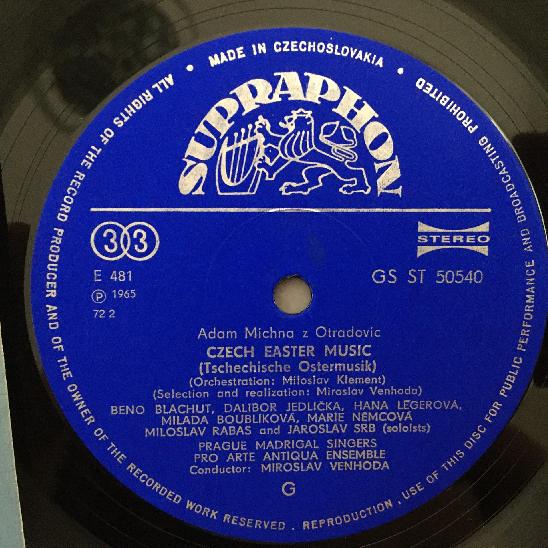 MADE IN CZECHOSLOVAKIA
ALL RIGHTS OF THE RECORD PRODUCER AND OF THE OWNER OF THE RECORDED WORK RESERVED . REPRODUCTION , USE OF THIS DISC FOR PUBLIC PERFORMANCE AND BROADCASTING PROHIBITED
SUPRAPHON
33
STEREO
E 481
GS ST 50540
Ⓟ 1965
72 2
Adam Michna z Otradovic
CZECH EASTER MUSIC
(Tschechische Ostermusik)
(Orchestration: Miloslav Klement)
(Selection and realization: Miroslav Venhoda)
BENO BLACHUT, DALIBOR JEDLIČKA, HANA LEGEROVÁ,
MILADA BOUBLÍKOVÁ, MARIE NEMCOVÁ
MILOSLAV RABAS and JAROSLAV SRB (soloists)
PRAGUE MADRIGAL SINGERS
PRO ARTE ANTIQUA ENSEMBLE
Conductor: MIROSLAV VENHODA
G